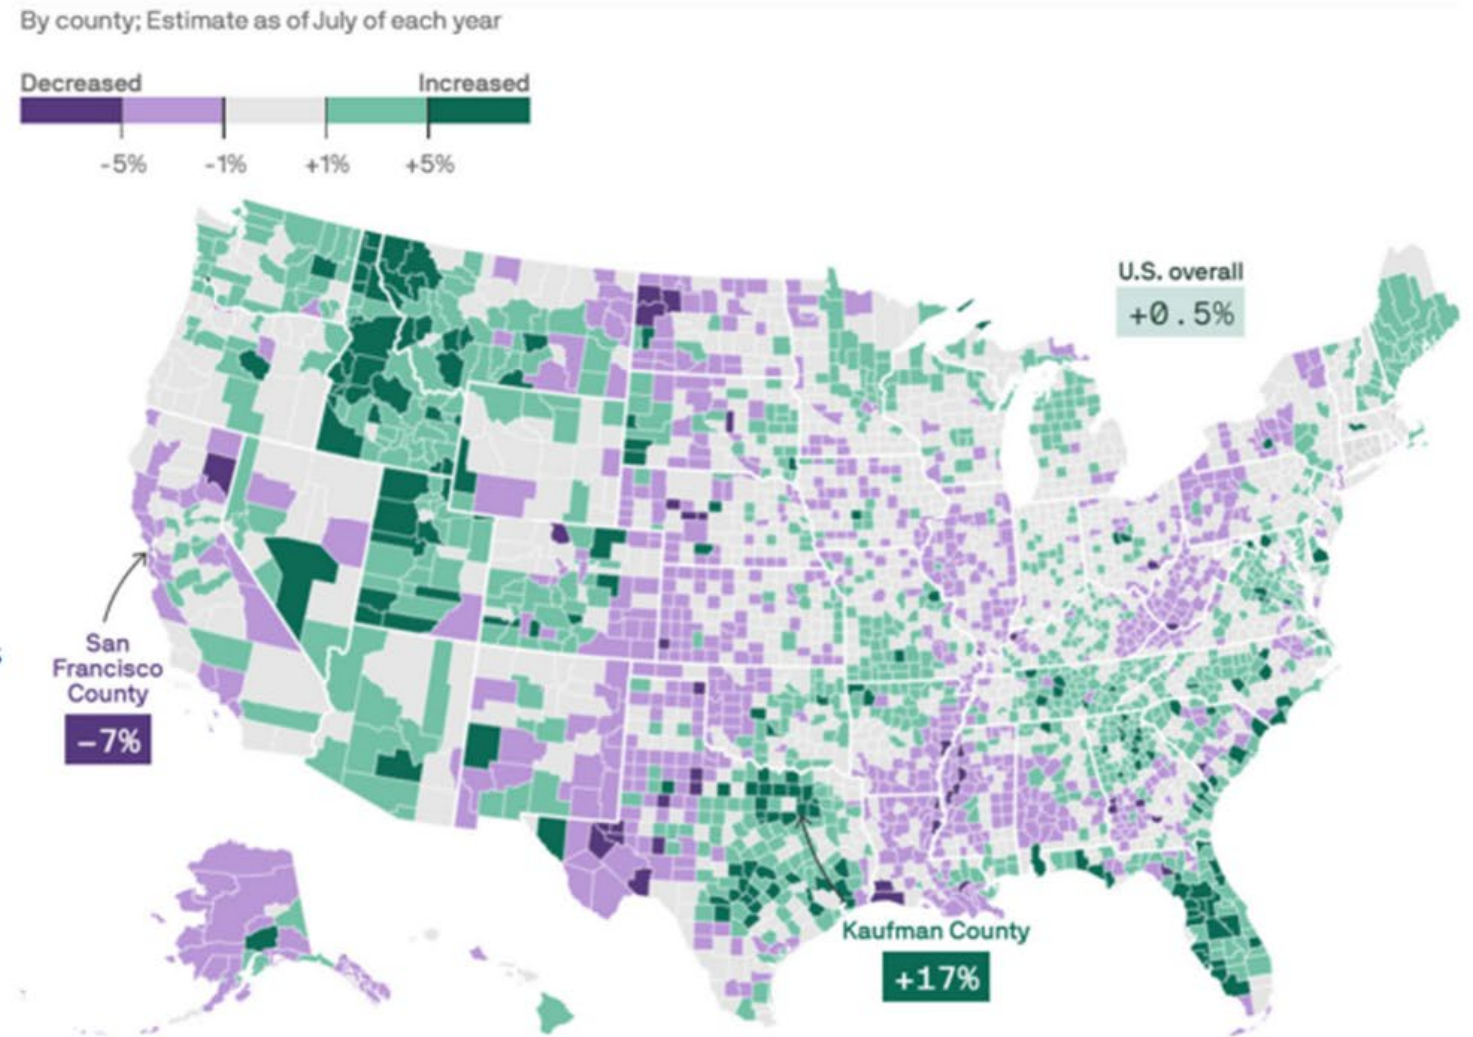 By county; Estimate as of July of each year
Decreased Increased
-5% -1% +1% +5%
U.S. overall
+0.5%
San
Francisco
County
-7%
Kaufman County
+17%